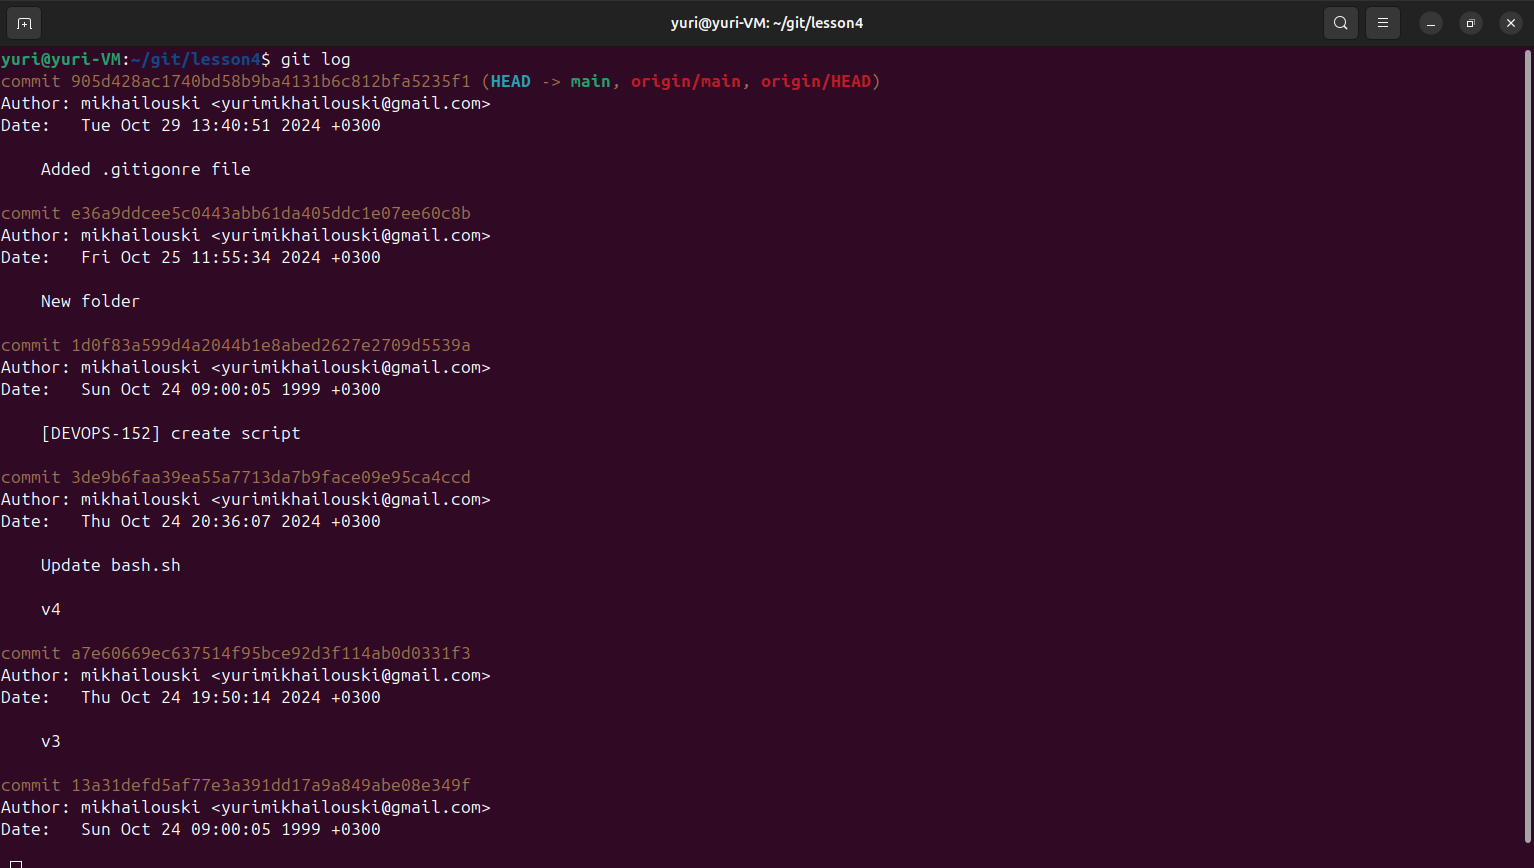 yuri@yuri-VM: ~/git/lesson4
yuri@yuri-VM:~/git/lesson4$ git log
commit 905d428ac1740bd58b9ba4131b6c812bfa5235f1 (HEAD -> main, origin/main, origin/HEAD)
Author: mikhailouski <yurimikhailouski@gmail.com>
Date:   Tue Oct 29 13:40:51 2024 +0300
    Added .gitigonre file
commit e36a9ddcee5c0443abb61da405ddc1e07ee60c8b
Author: mikhailouski <yurimikhailouski@gmail.com>
Date:   Fri Oct 25 11:55:34 2024 +0300
    New folder
commit 1d0f83a599d4a2044b1e8abed2627e2709d5539a
Author: mikhailouski <yurimikhailouski@gmail.com>
Date:   Sun Oct 24 09:00:05 1999 +0300
    [DEVOPS-152] create script
commit 3de9b6faa39ea55a7713da7b9face09e95ca4ccd
Author: mikhailouski <yurimikhailouski@gmail.com>
Date:   Thu Oct 24 20:36:07 2024 +0300
    Update bash.sh
    v4
commit a7e60669ec637514f95bce92d3f114ab0d0331f3
Author: mikhailouski <yurimikhailouski@gmail.com>
Date:   Thu Oct 24 19:50:14 2024 +0300
    v3
commit 13a31defd5af77e3a391dd17a9a849abe08e349f
Author: mikhailouski <yurimikhailouski@gmail.com>
Date:   Sun Oct 24 09:00:05 1999 +0300